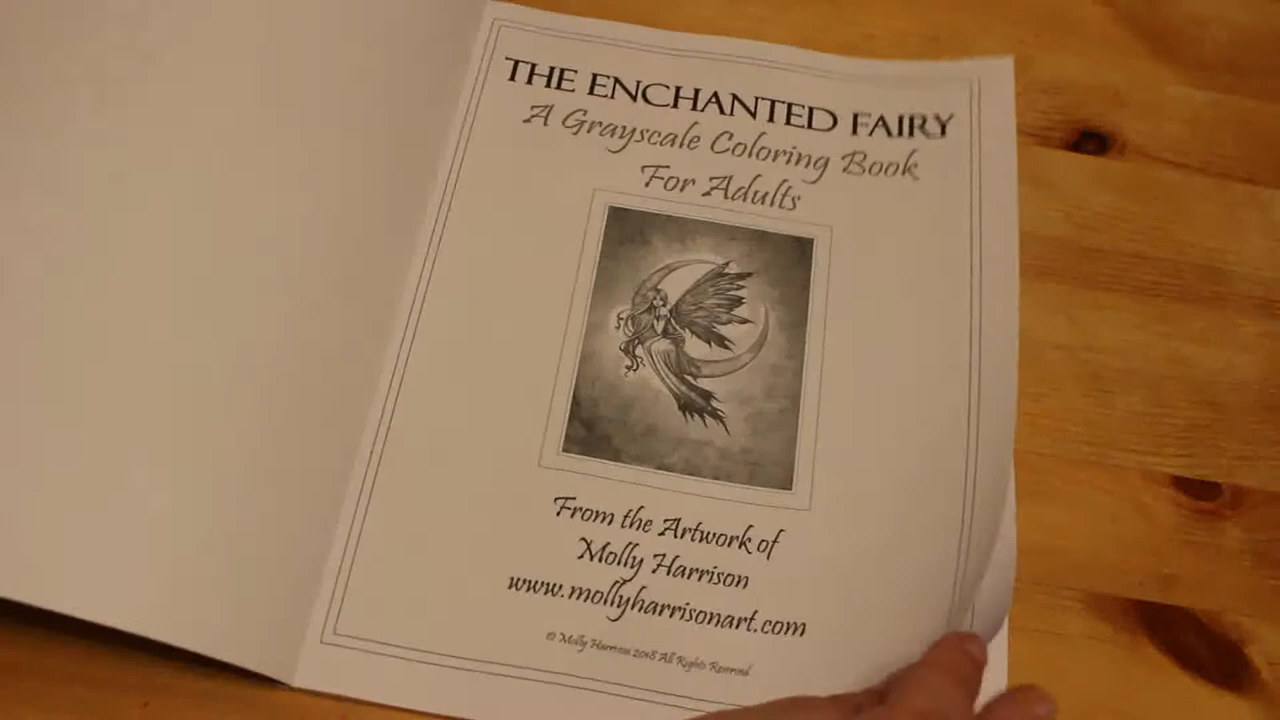 THE ENCHANTED FAIRY
A Grayscale Coloring Book
For Adults
From the Artwork of
Molly Harrison
www.mollyharrisonart.com
© Molly Harrison 2018 All Rights Reserved